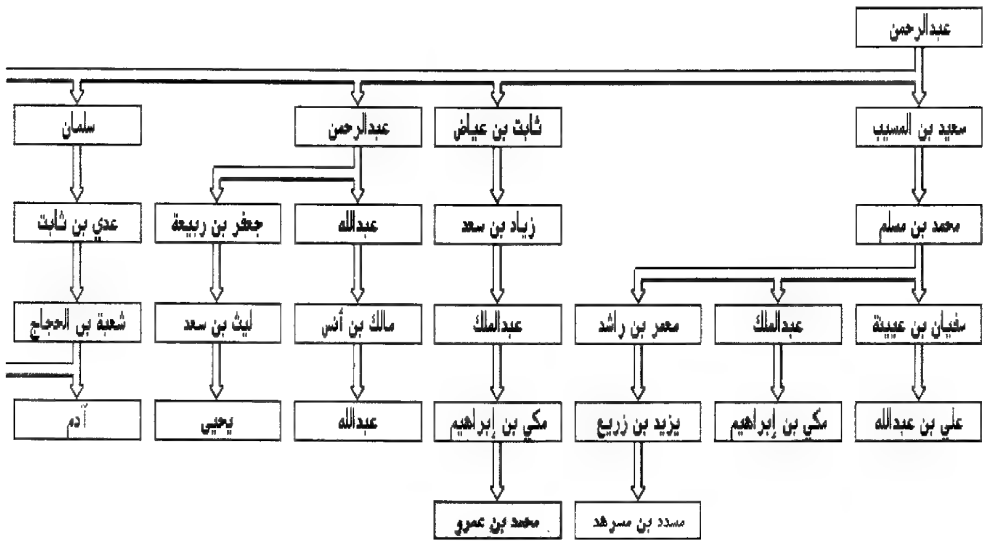 عبدالرحمن
سعيد بن المسيب
ثابت بن عياض
عبدالرحمن
سلمان
محمد بن مسلم
زياد بن سعد
عبدالله
جعفر بن ربيعة
عدي بن ثابت
سفيان بن عيينة
عبدالملك
معمر بن راشد
عبدالملك
مالك بن أنس
ليث بن سعد
شعبة بن الحجاج
علي بن عبدالله
مكي بن إبراهيم
يزيد بن زريع
مكي بن إبراهيم
عبدالله
يحيى
آدم
مسدد بن مسرهد
محمد بن عمرو